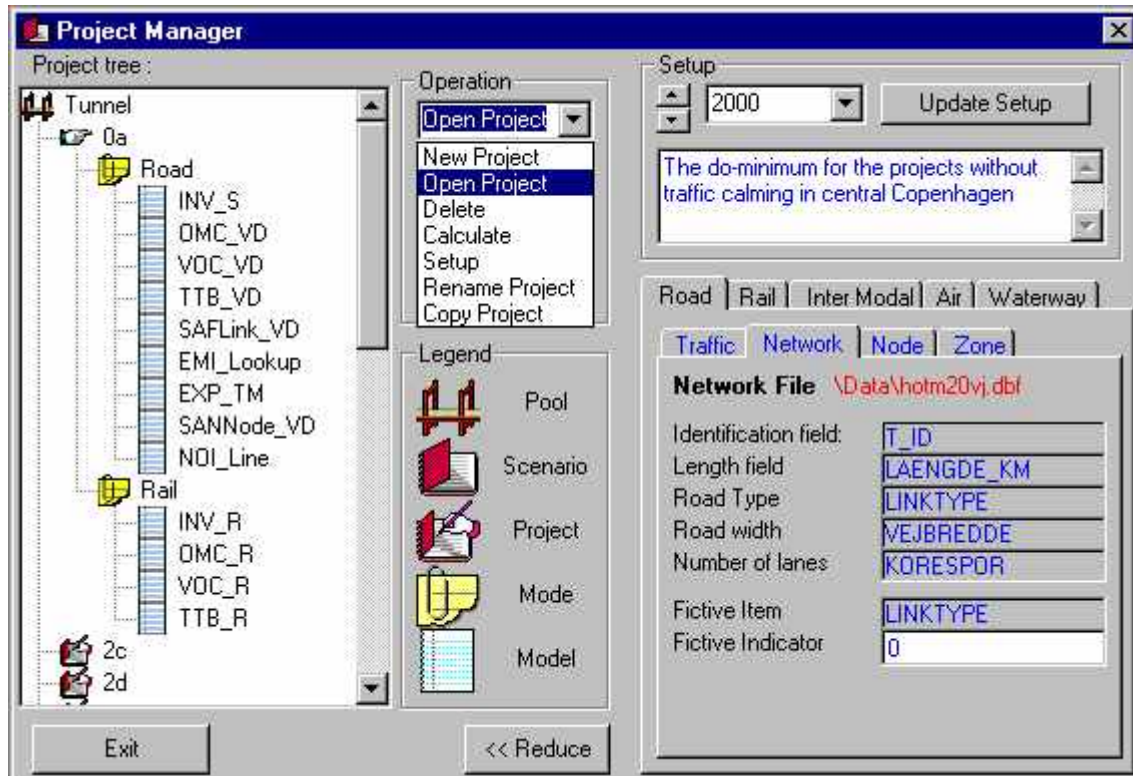 Project Manager
Project tree :
Tunnel
0a
Road
INV_S
OMC_VD
VOC_VD
TTB_VD
SAFLink_VD
EMI_Lookup
EXP_TM
SANNode_VD
NOI_Line
Rail
INV_R
OMC_R
VOC_R
TTB_R
2c
2d
Exit
Operation
Open Project
New Project
Open Project
Delete
Calculate
Setup
Rename Project
Copy Project
Legend
Pool
Scenario
Project
Mode
Model
<< Reduce
Setup
2000
Update Setup
The do-minimum for the projects without
traffic calming in central Copenhagen
Road Rail Inter Modal Air Waterway
Traffic Network Node Zone
Network File \Data\hotm20vj.dbf
Identification field: T_ID
Length field LAENGDE_KM
Road Type LINKTYPE
Road width VEJBREDDE
Number of lanes KORESPOR
Fictive Item LINKTYPE
Fictive Indicator 0